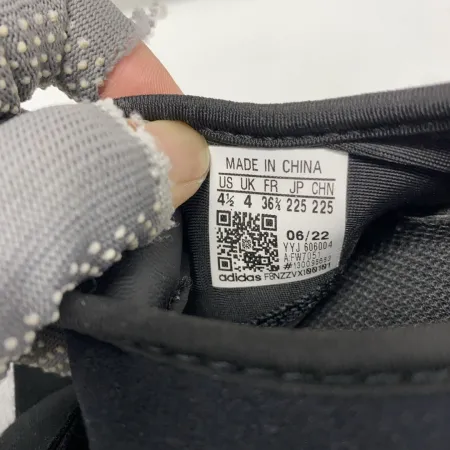 MADE IN CHINA
US UK FR JP CHN
4½ 4 36⅔ 225 225
06/22
YYJ 606004
AFW7051
adidas FBNZZVX100101